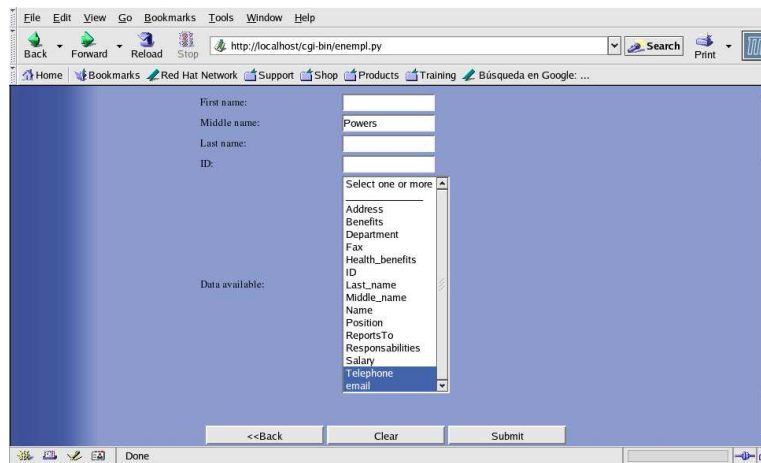 File Edit View Go Bookmarks Tools Window Help
Back Forward Reload Stop http://localhost/cgi-bin/enempl.py Search Print
Home Bookmarks Red Hat Network Support Shop Products Training Búsqueda en Google: ...
First name:
Middle name: Powers
Last name:
ID:
Select one or more
Address
Benefits
Department
Fax
Health_benefits
ID
Data available: Last_name
Middle_name
Name
Position
ReportsTo
Responsabilities
Salary
Telephone
email
<<Back Clear Submit
Done